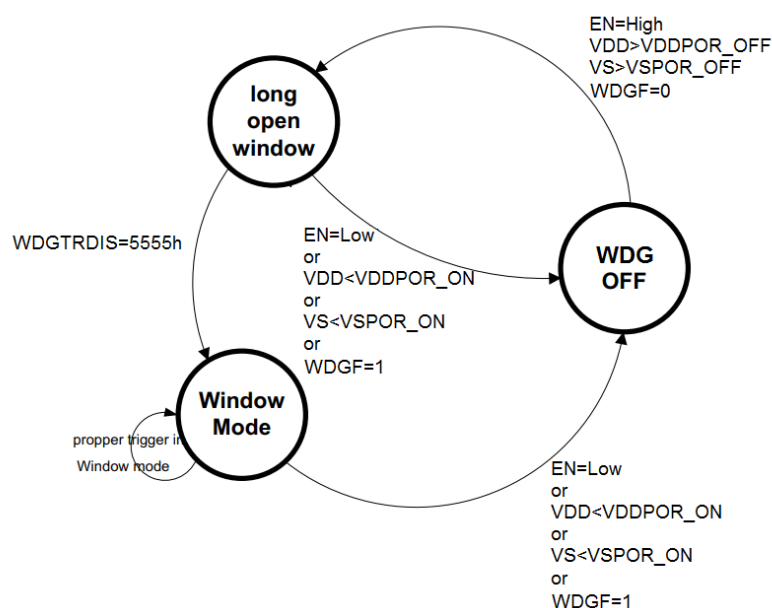 EN=High
VDD>VDDPOR_OFF
VS>VSPOR_OFF
WDGF=0
long
open
window
WDGTRDIS=5555h
EN=Low
or
VDD<VDDPOR_ON
or
VS<VSPOR_ON
or
WDGF=1
WDG
OFF
Window
Mode
propper trigger in
Window mode
EN=Low
or
VDD<VDDPOR_ON
or
VS<VSPOR_ON
or
WDGF=1